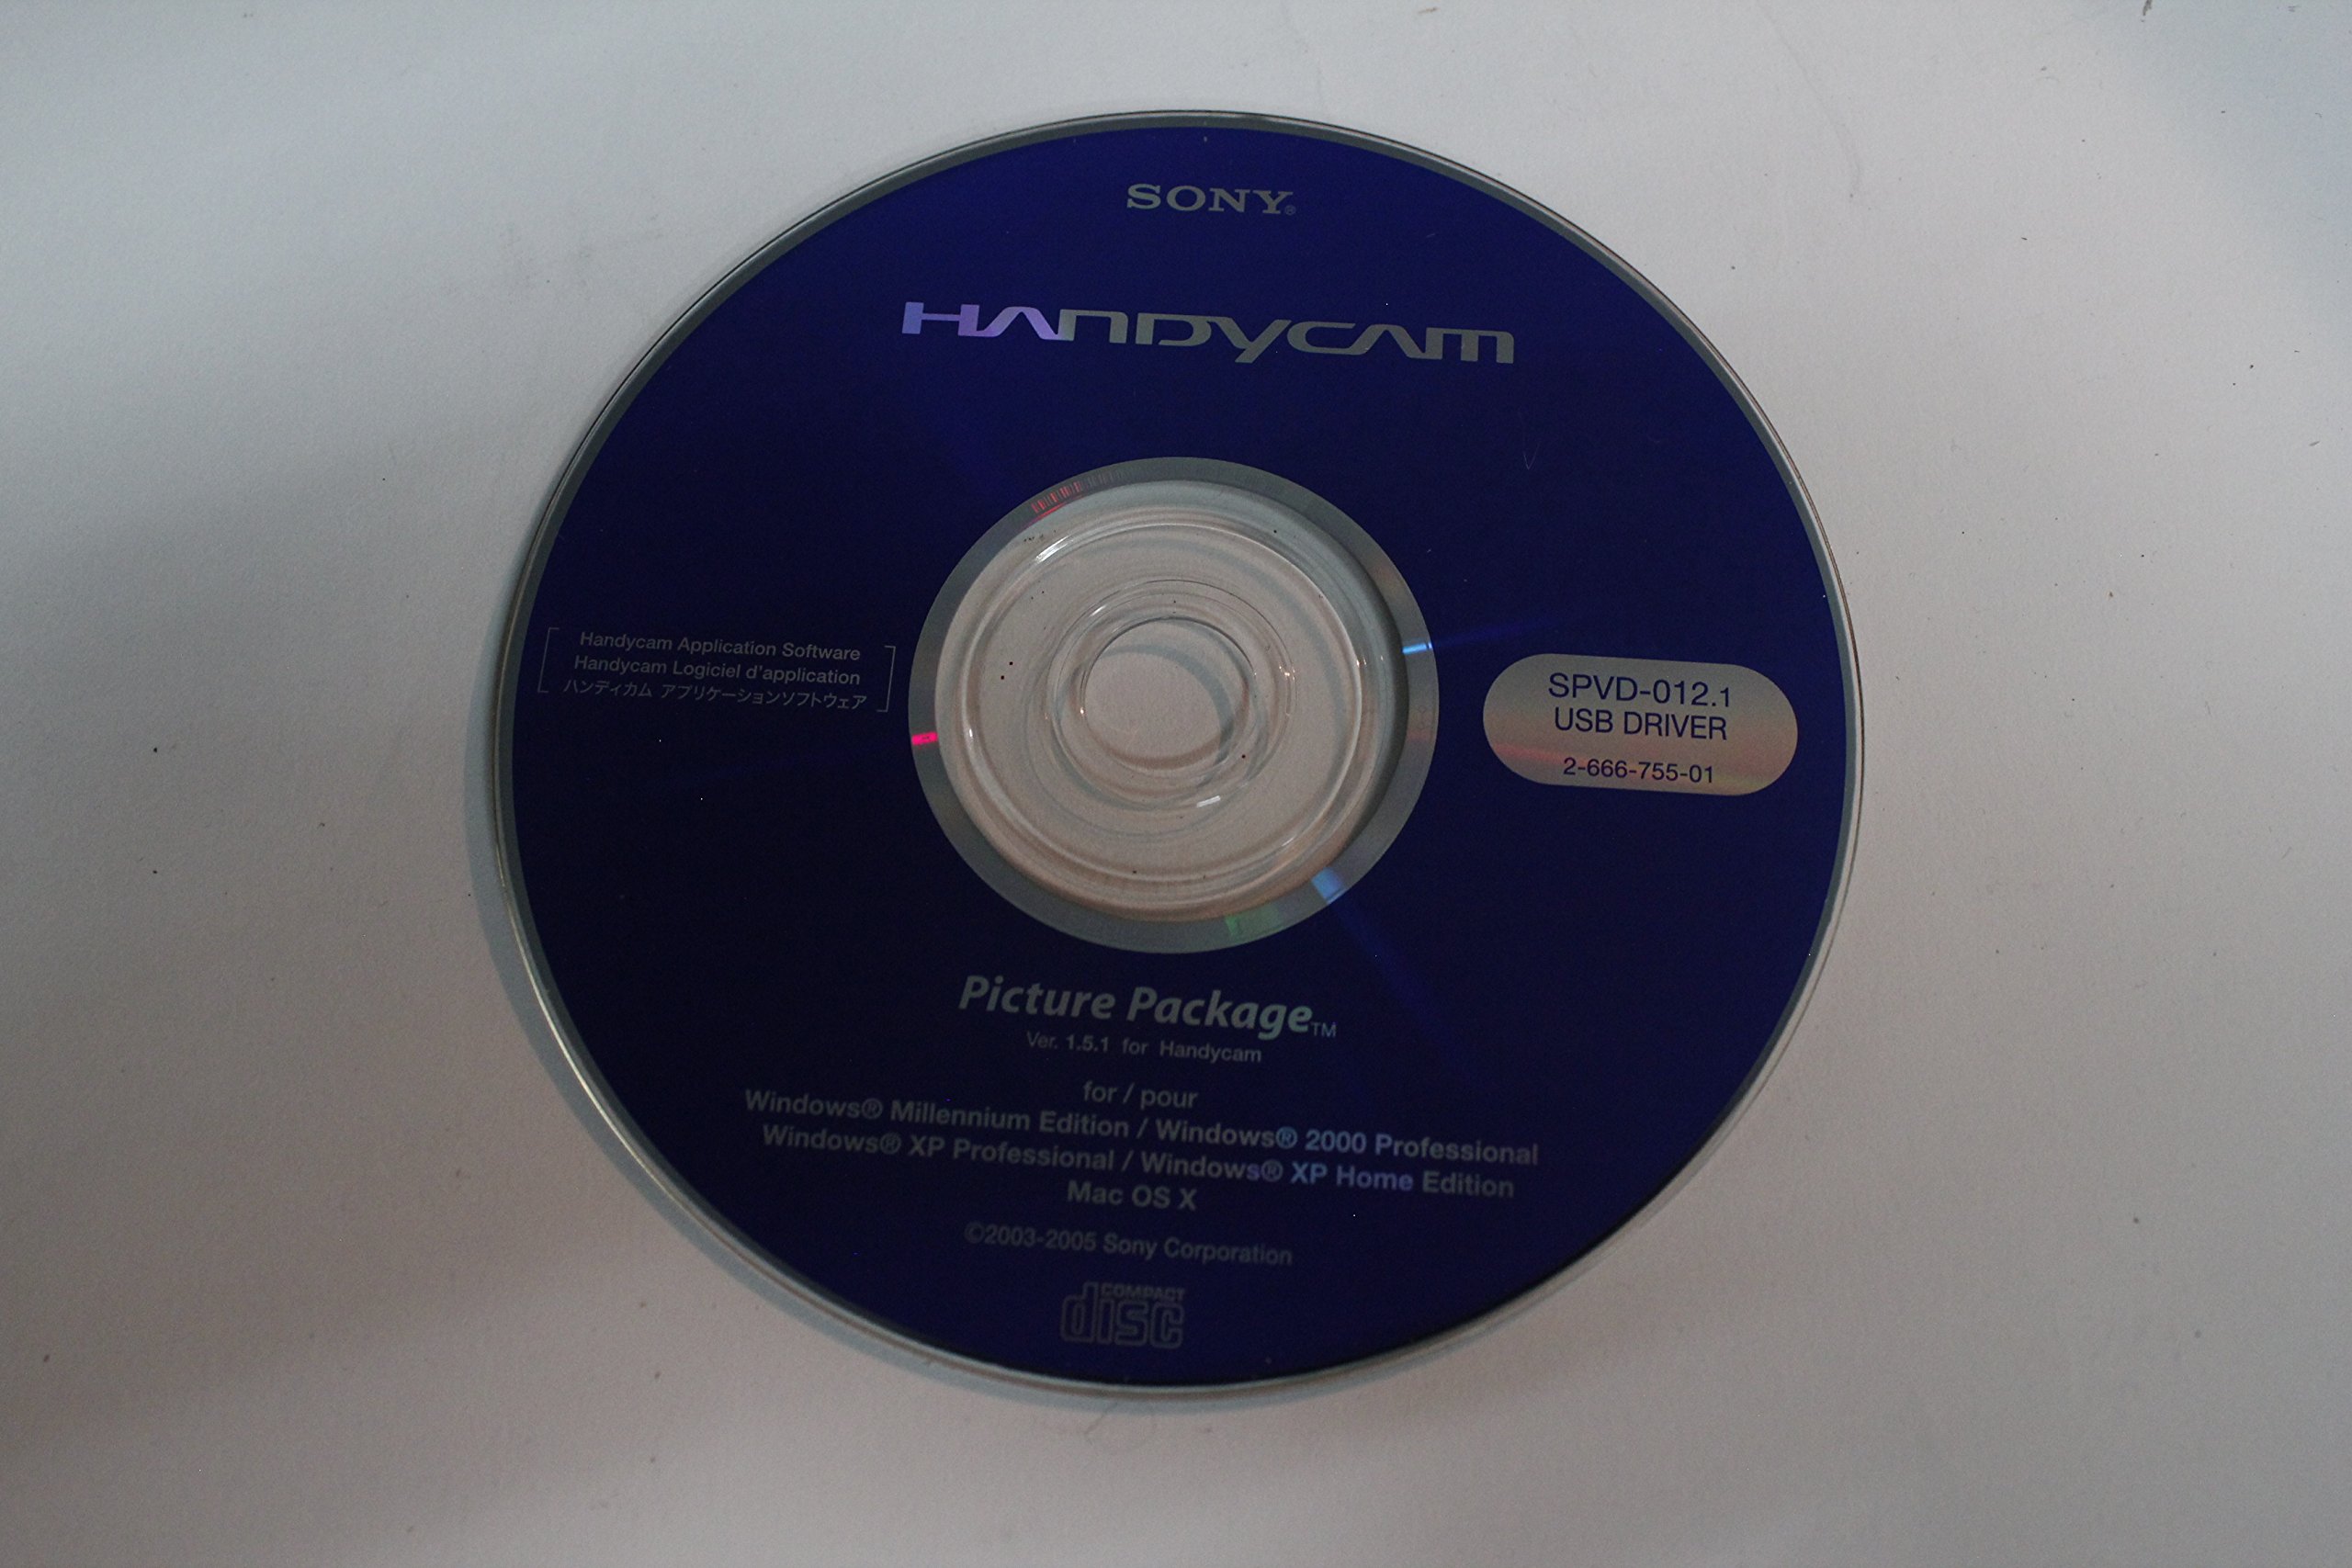 SONY®
HANDYCAM
Handycam Application Software
Handycam Logiciel d'application
ハンディカム アプリケーションソフトウェア
SPVD-012.1
USB DRIVER
2-666-755-01
Picture Package™
Ver. 1.5.1 for Handycam
for / pour
Windows® Millennium Edition / Windows® 2000 Professional
Windows® XP Professional / Windows® XP Home Edition
Mac OS X
©2003-2005 Sony Corporation
COMPACT
disc